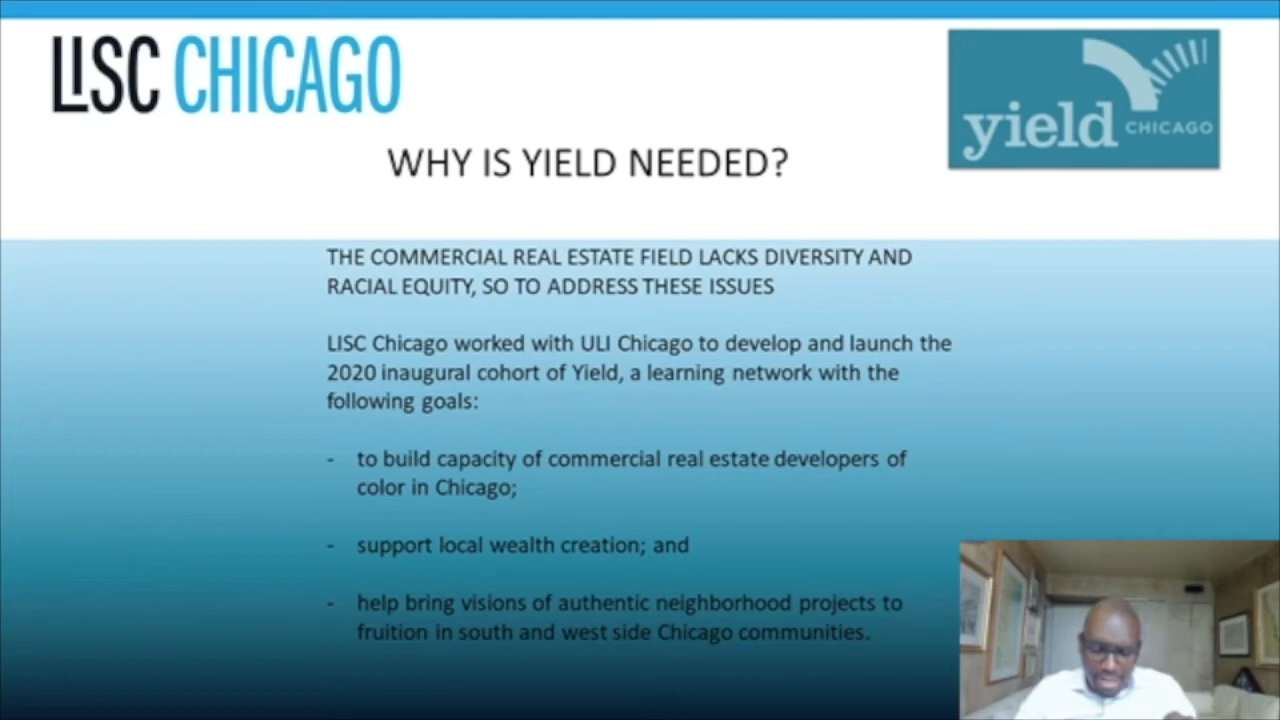 LISC CHICAGO
yield CHICAGO
WHY IS YIELD NEEDED?
THE COMMERCIAL REAL ESTATE FIELD LACKS DIVERSITY AND
RACIAL EQUITY, SO TO ADDRESS THESE ISSUES
LISC Chicago worked with ULI Chicago to develop and launch the
2020 inaugural cohort of Yield, a learning network with the
following goals:
- to build capacity of commercial real estate developers of
color in Chicago;
- support local wealth creation; and
- help bring visions of authentic neighborhood projects to
fruition in south and west side Chicago communities.